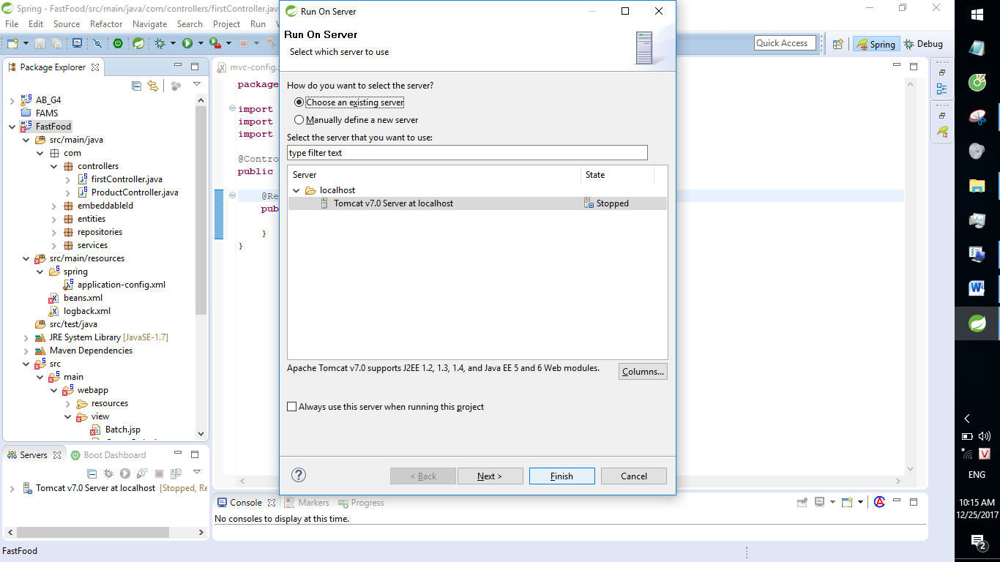 Spring - FastFood/src/main/java/com/controllers/firstController.jav
File Edit Source Refactor Navigate Search Project Run
Quick Access
Spring
Debug
Package Explorer
AB_G4
FAMS
FastFood
src/main/java
com
controllers
firstController.java
ProductController.java
embeddableId
entities
repositories
services
src/main/resources
spring
application-config.xml
beans.xml
logback.xml
src/test/java
JRE System Library [JavaSE-1.7]
Maven Dependencies
src
main
webapp
resources
view
Batch.jsp
Servers
Boot Dashboard
Tomcat v7.0 Server at localhost [Stopped, Re
FastFood
mvc-config.
package
import
import
import
@Contro
public
@Re
pub
}
}
Run On Server
Run On Server
Select which server to use
How do you want to select the server?
Choose an existing server
Manually define a new server
Select the server that you want to use:
type filter text
Server State
localhost
Tomcat v7.0 Server at localhost Stopped
Apache Tomcat v7.0 supports J2EE 1.2, 1.3, 1.4, and Java EE 5 and 6 Web modules.
Columns...
Always use this server when running this project
< Back
Next >
Finish
Cancel
Console
Markers
Progress
No consoles to display at this time.
ENG
10:15 AM
12/25/2017
2